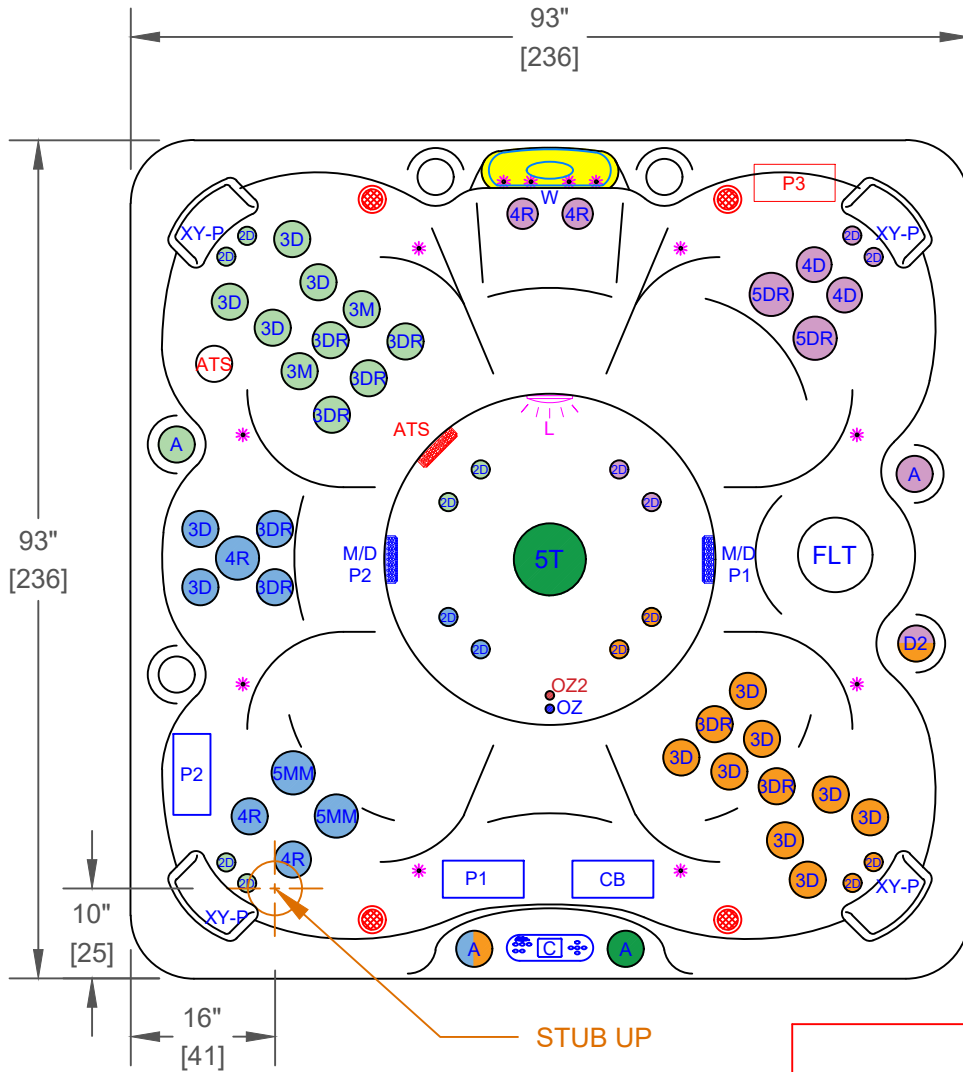 93"
[236]
P3
W
XY-P
2D
2D
3D
4R
4R
2D
2D
XY-P
3D
3D
3D
3M
3DR
3DR
4D
5DR
4D
5DR
ATS
3M
3DR
3DR
ATS
L
A
2D
2D
2D
2D
A
93"
[236]
3D
3DR
4R
3D
3DR
M/D
P2
5T
M/D
P1
FLT
2D
2D
2D
2D
D2
OZ2
OZ
3D
3DR
3D
3D
3D
3DR
3D
3D
3D
3D
P2
5MM
4R
5MM
4R
2D
2D
XY-P
P1
CB
2D
2D
XY-P
A
C
A
10"
[25]
16"
[41]
STUB UP